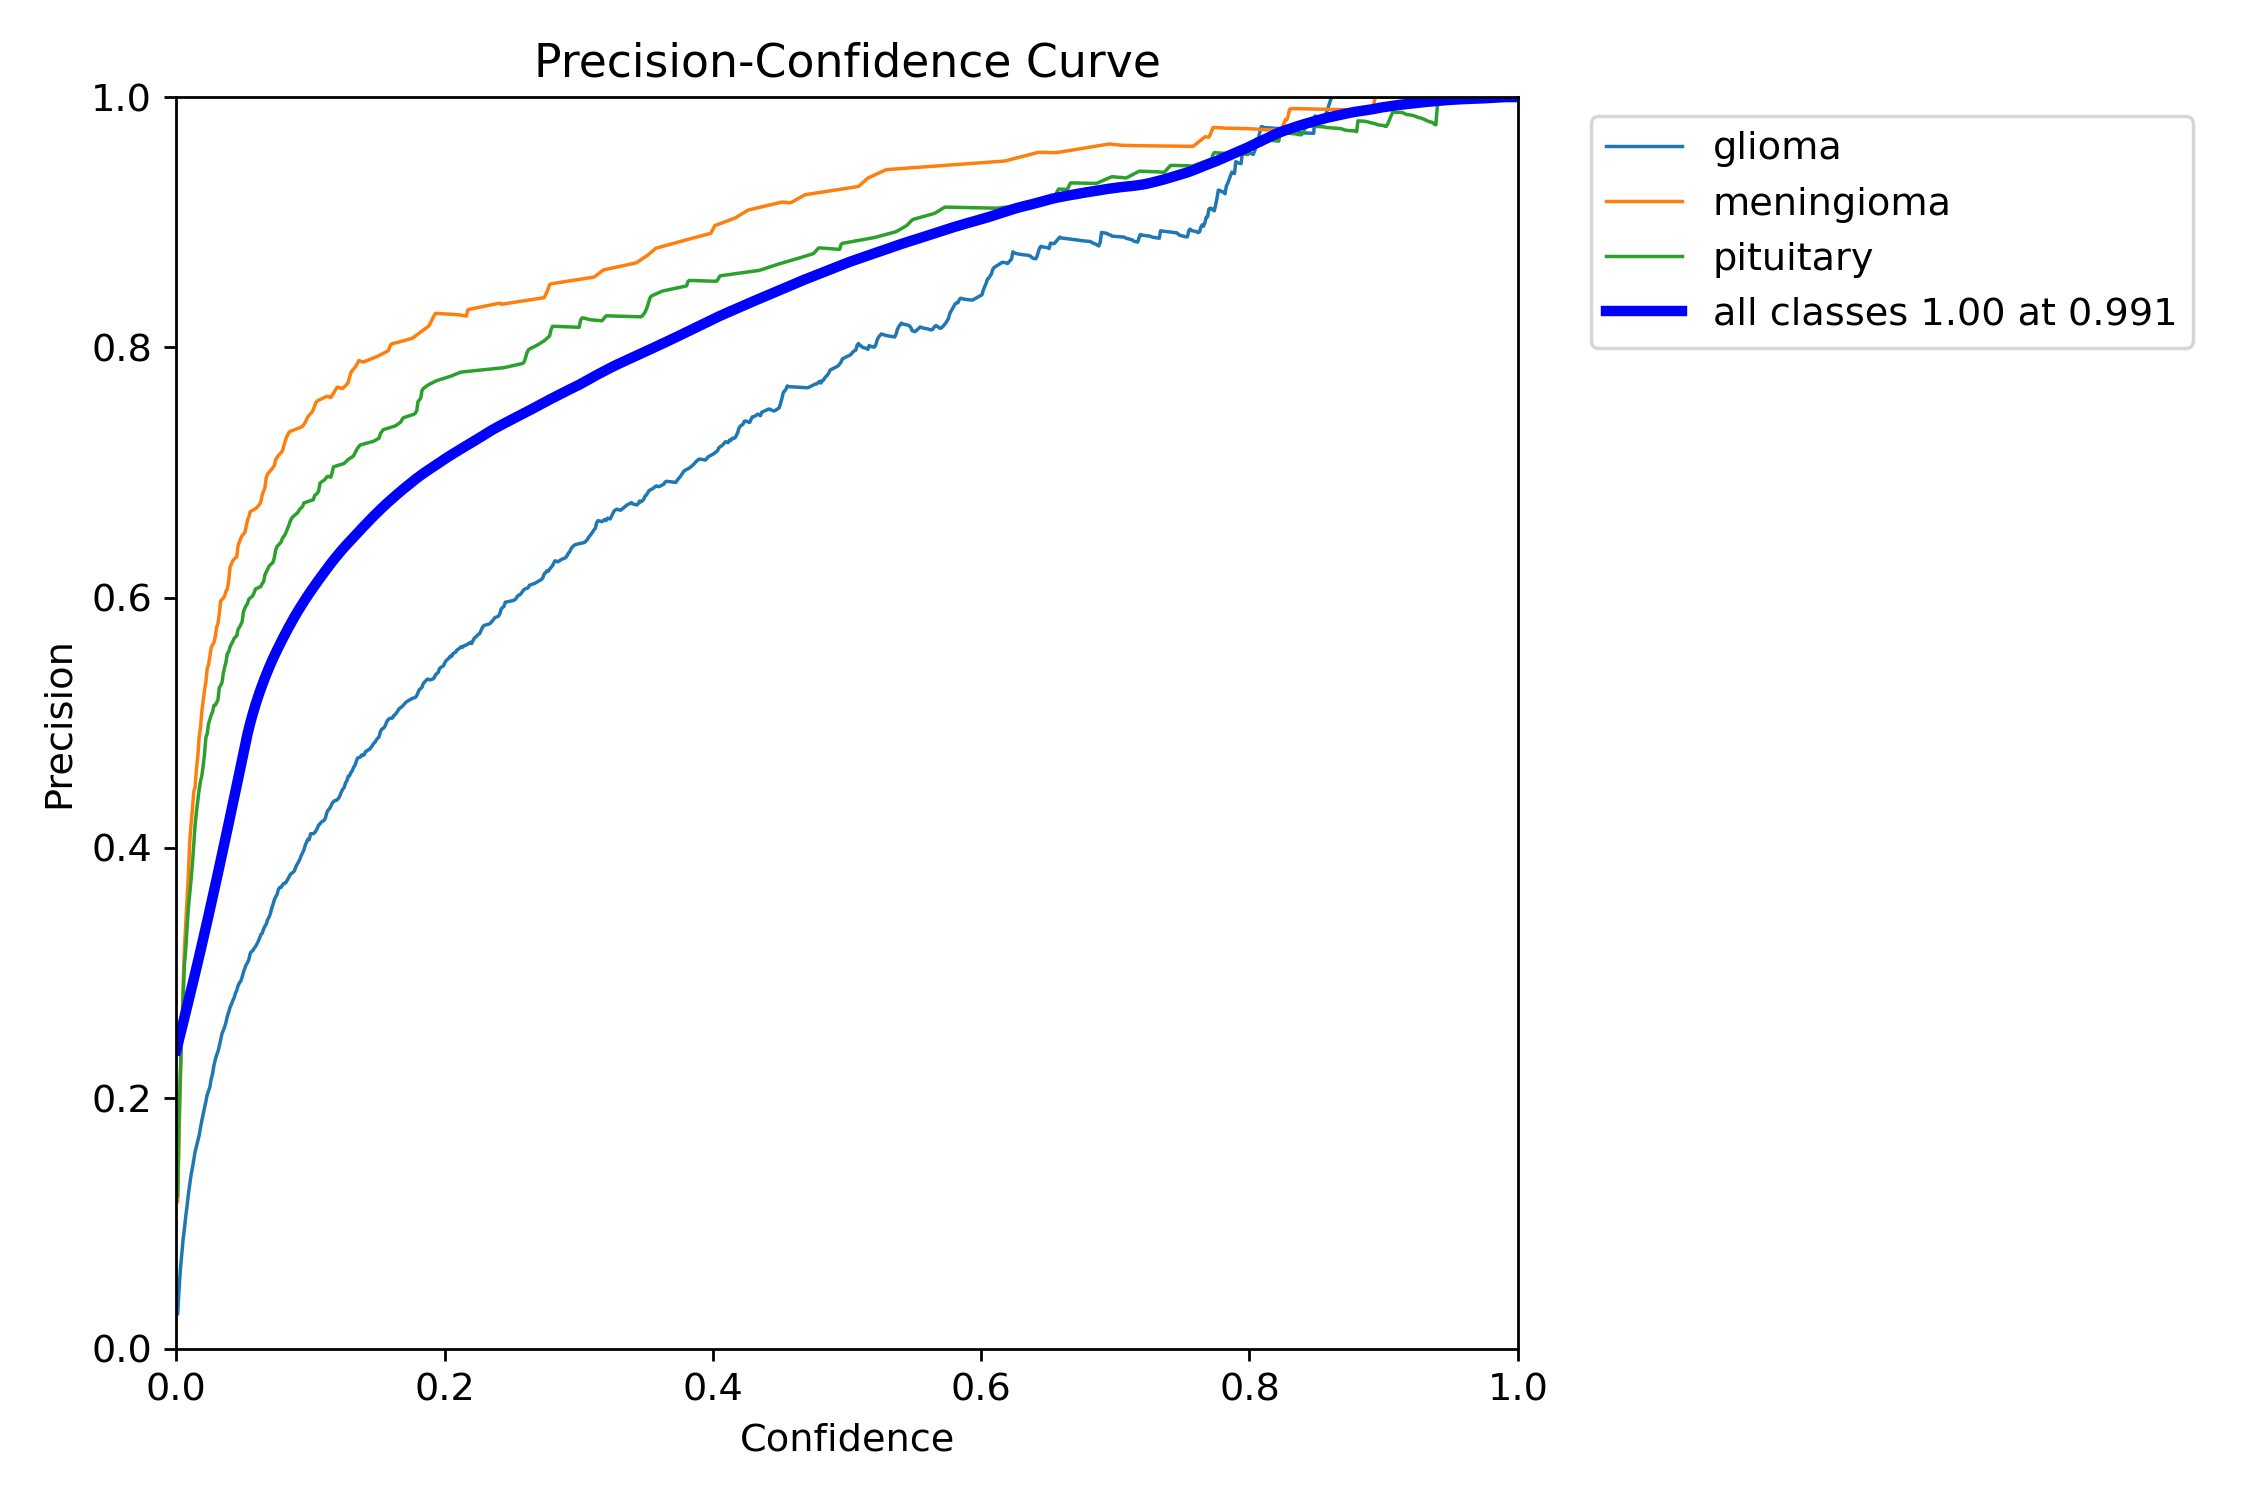 Precision-Confidence Curve
1.0
0.8
0.6
0.4
0.2
0.0
Precision
0.0 0.2 0.4 0.6 0.8 1.0
Confidence
glioma
meningioma
pituitary
all classes 1.00 at 0.991